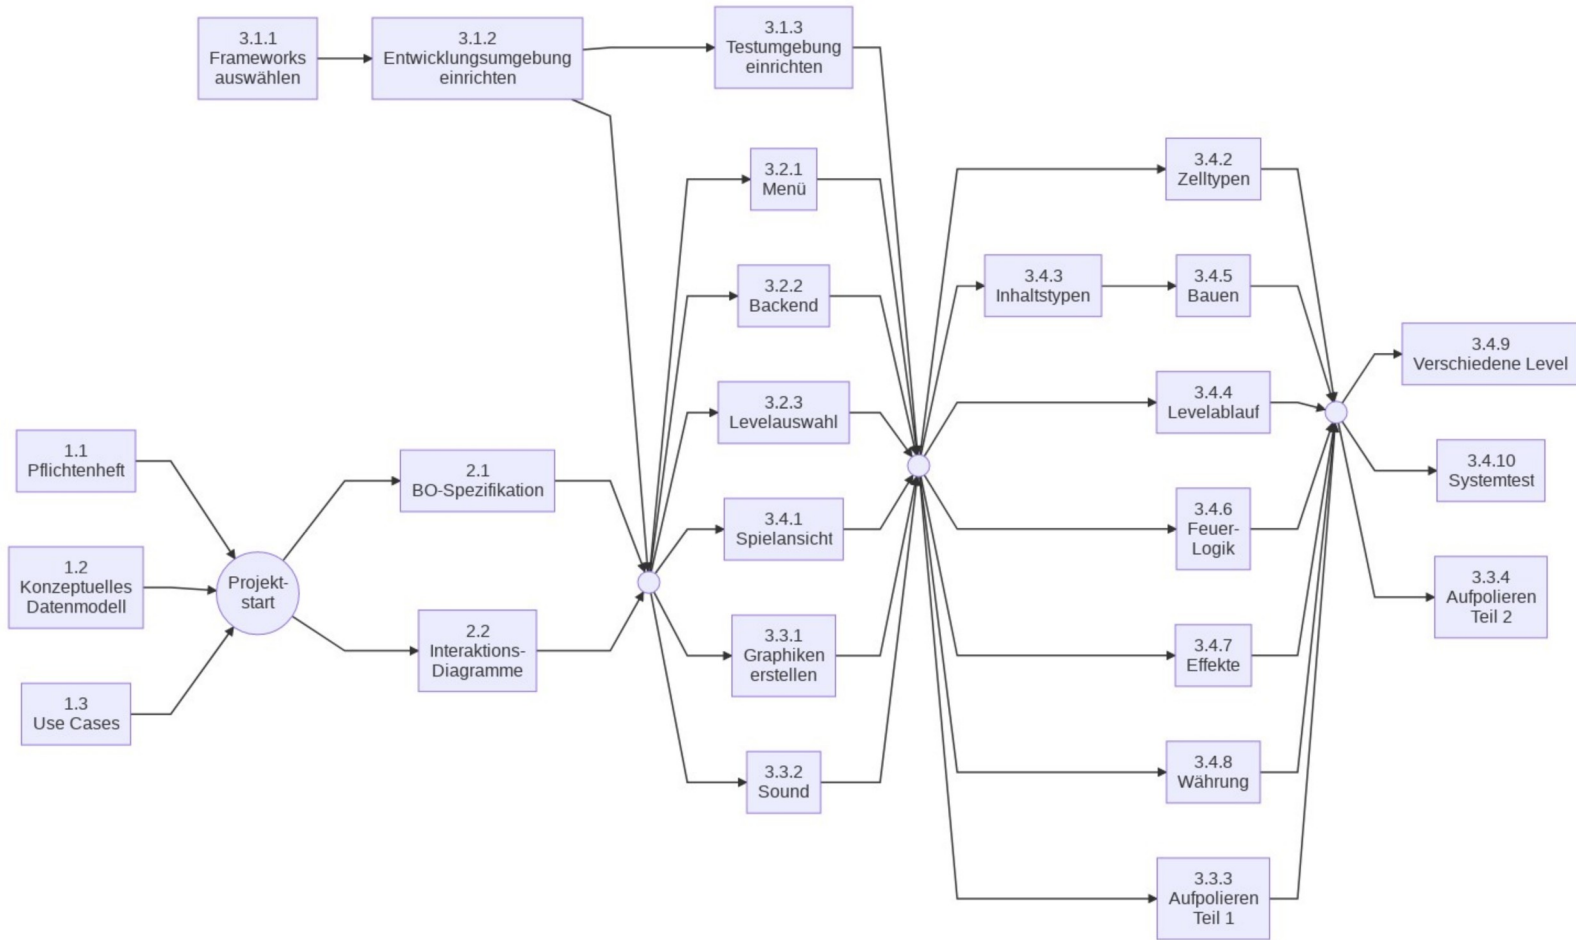 3.1.1
Frameworks
auswählen
3.1.2
Entwicklungsumgebung
einrichten
3.1.3
Testumgebung
einrichten
1.1
Pflichtenheft
1.2
Konzeptuelles
Datenmodell
1.3
Use Cases
Projekt-
start
2.1
BO-Spezifikation
2.2
Interaktions-
Diagramme
3.2.1
Menü
3.2.2
Backend
3.2.3
Levelauswahl
3.4.1
Spielansicht
3.3.1
Graphiken
erstellen
3.3.2
Sound
3.4.2
Zelltypen
3.4.3
Inhaltstypen
3.4.5
Bauen
3.4.4
Levelablauf
3.4.6
Feuer-
Logik
3.4.7
Effekte
3.4.8
Währung
3.3.3
Aufpolieren
Teil 1
3.4.9
Verschiedene Level
3.4.10
Systemtest
3.3.4
Aufpolieren
Teil 2